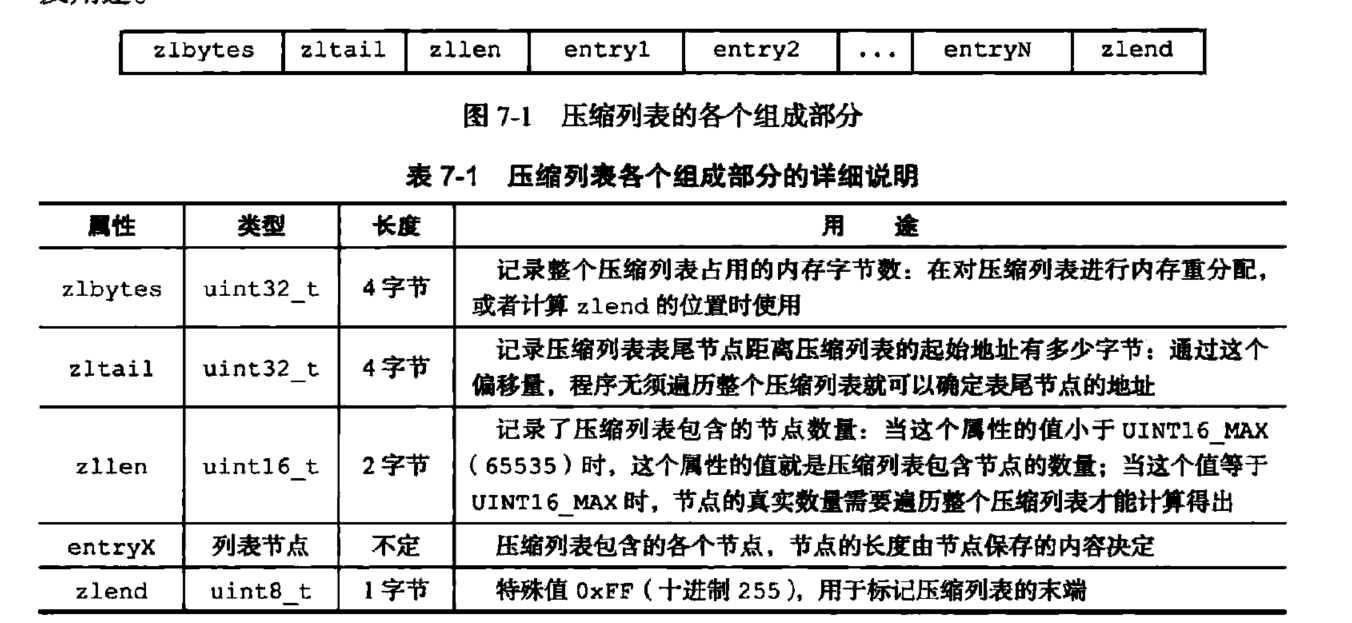 zlbytes zltail zllen entry1 entry2 ... entryN zlend
图 7-1 压缩列表的各个组成部分
表 7-1 压缩列表各个组成部分的详细说明
属性 类型 长度 用 途
zlbytes uint32_t 4字节 记录整个压缩列表占用的内存字节数：在对压缩列表进行内存重分配，
或者计算 zlend 的位置时使用
zltail uint32_t 4字节 记录压缩列表表尾节点距离压缩列表的起始地址有多少字节：通过这个
偏移量，程序无须遍历整个压缩列表就可以确定表尾节点的地址
zllen uint16_t 2字节 记录了压缩列表包含的节点数量：当这个属性的值小于 UINT16_MAX
（65535）时，这个属性的值就是压缩列表包含节点的数量；当这个值等于
UINT16_MAX 时，节点的真实数量需要遍历整个压缩列表才能计算得出
entryX 列表节点 不定 压缩列表包含的各个节点，节点的长度由节点保存的内容决定
zlend uint8_t 1字节 特殊值 0xFF（十进制 255），用于标记压缩列表的末端